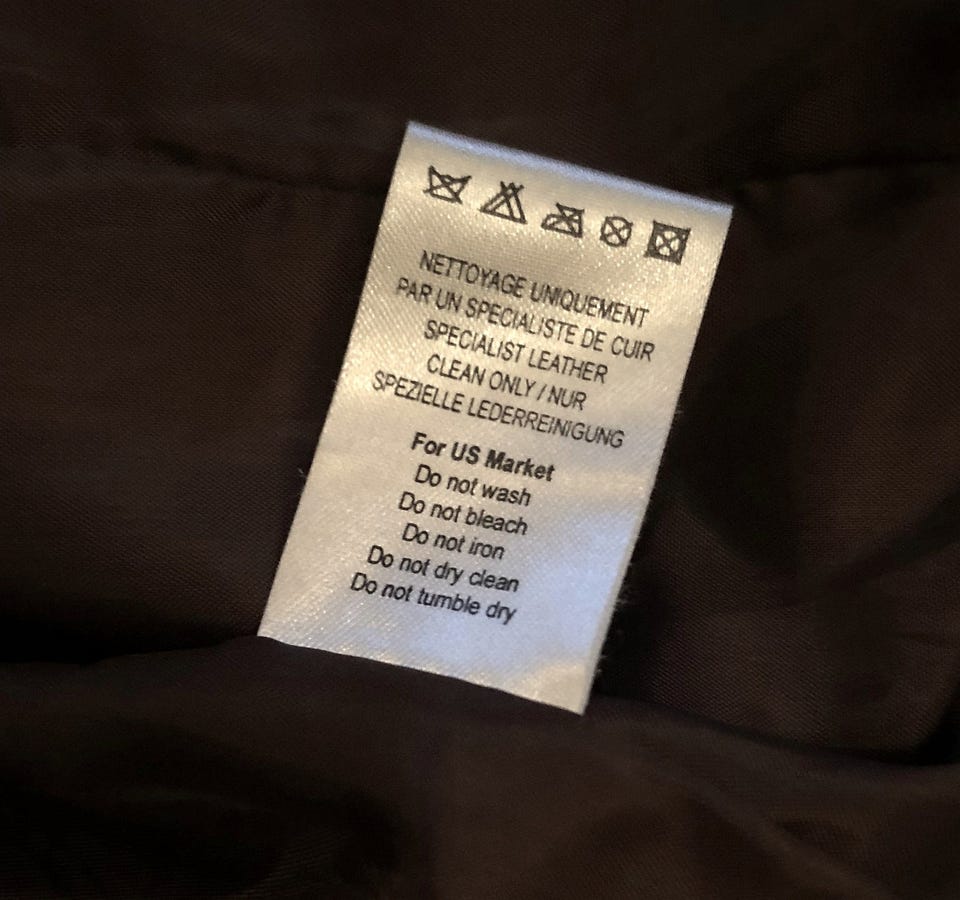 NETTOYAGE UNIQUEMENT
PAR UN SPECIALISTE DE CUIR
SPECIALIST LEATHER
CLEAN ONLY / NUR
SPEZIELLE LEDERREINIGUNG
For US Market
Do not wash
Do not bleach
Do not iron
Do not dry clean
Do not tumble dry